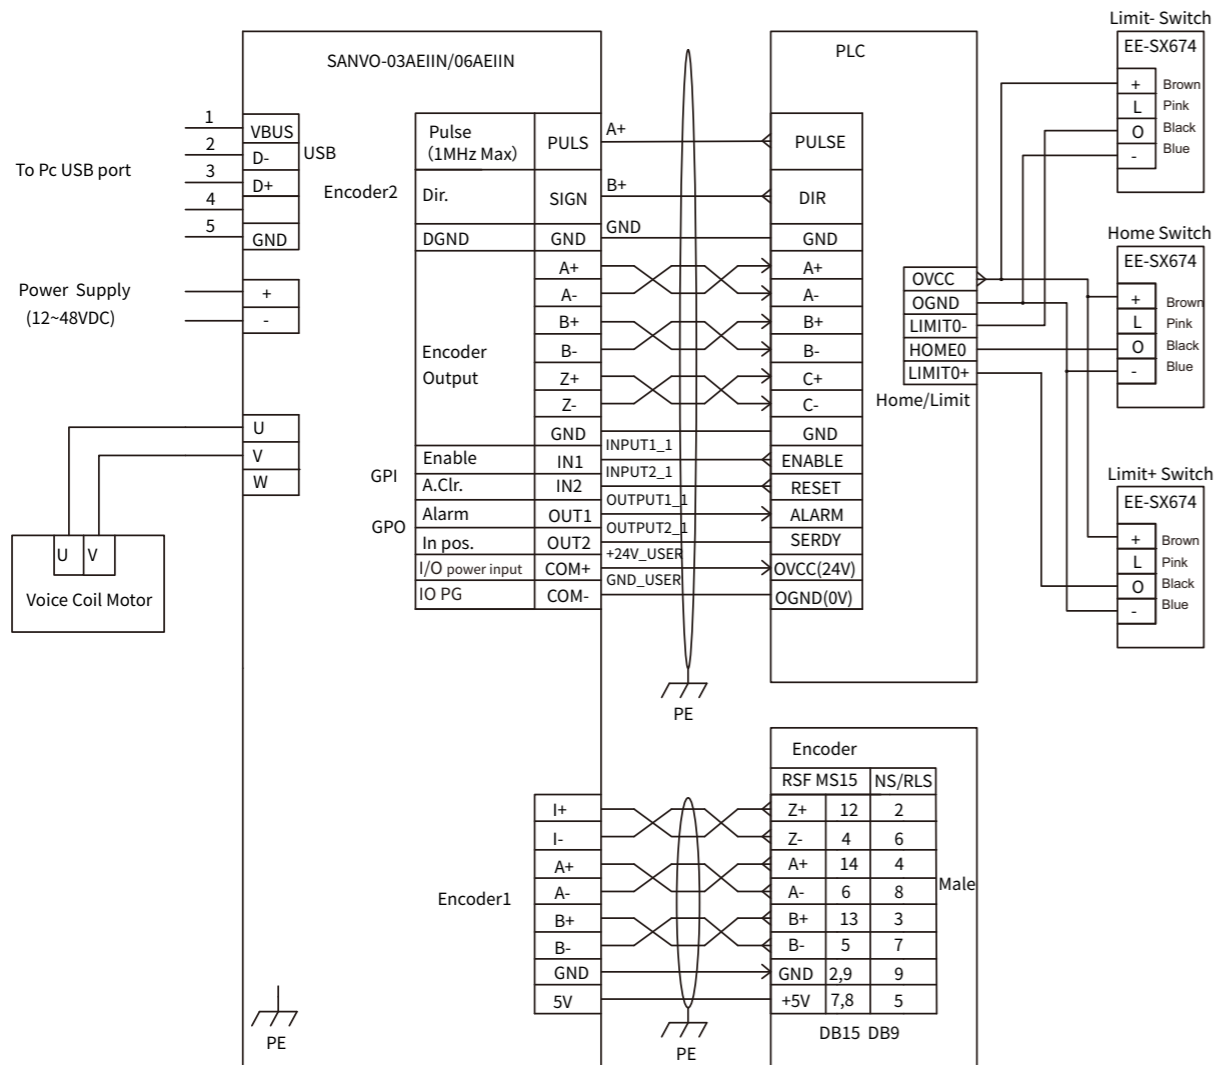 Limit- Switch
EE-SX674
+ Brown
L Pink
O Black
- Blue
Home Switch
EE-SX674
+ Brown
L Pink
O Black
- Blue
Limit+ Switch
EE-SX674
+ Brown
L Pink
O Black
- Blue
SANVO-03AEIIN/06AEIIN
To Pc USB port
1 VBUS
2 D-
3 D+
4
5 GND
USB
Power Supply
(12~48VDC)
+
-
U
V
W
U V
Voice Coil Motor
Encoder2
GPI
GPO
Pulse
(1MHz Max) PULS A+
Dir. SIGN B+
DGND GND GND
Encoder
Output
A+
A-
B+
B-
Z+
Z-
GND
Enable IN1 INPUT1_1
A.Clr. IN2 INPUT2_1
Alarm OUT1 OUTPUT1_1
In pos. OUT2 OUTPUT2_1
I/O power input COM+ +24V_USER
IO PG COM- GND_USER
PE
PLC
PULSE
DIR
GND
A+
A-
B+
B-
C+
C-
GND
ENABLE
RESET
ALARM
SERDY
OVCC(24V)
OGND(0V)
OVCC
OGND
LIMIT0-
HOME0
LIMIT0+
Home/Limit
Encoder1
I+
I-
A+
A-
B+
B-
GND
5V
PE
PE
Encoder
RSF MS15 NS/RLS
Z+ 12 2
Z- 4 6
A+ 14 4
A- 6 8
B+ 13 3
B- 5 7
GND 2,9 9
+5V 7,8 5
Male
DB15 DB9